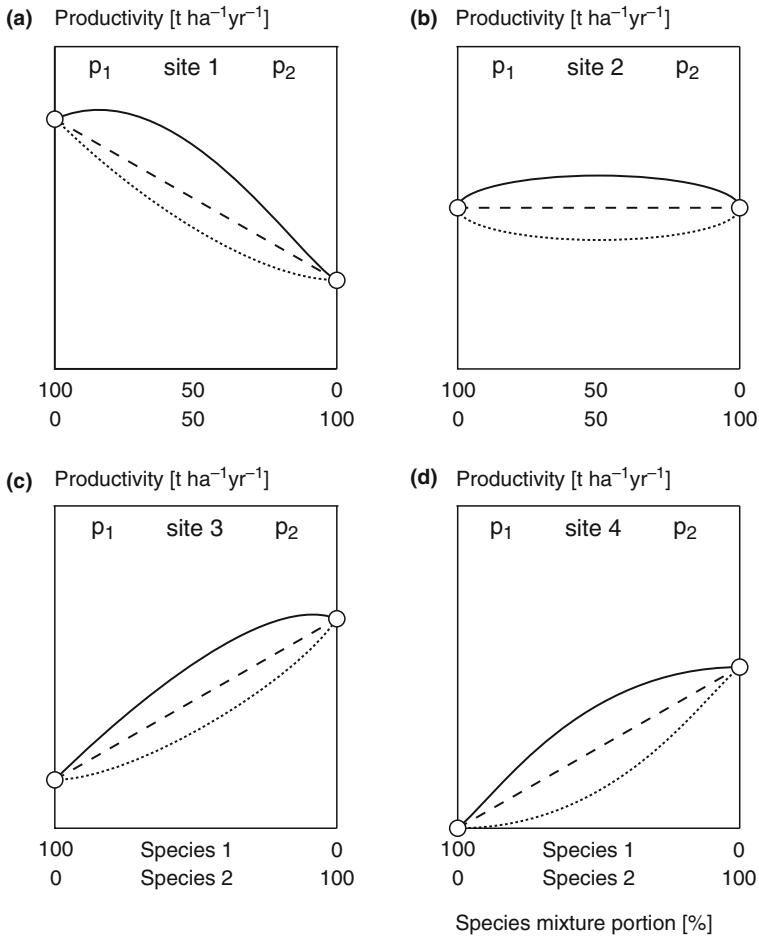 (a) Productivity [t ha⁻¹yr⁻¹]
p₁ site 1 p₂
100 50 0
0 50 100
(b) Productivity [t ha⁻¹yr⁻¹]
p₁ site 2 p₂
100 50 0
0 50 100
(c) Productivity [t ha⁻¹yr⁻¹]
p₁ site 3 p₂
100 Species 1 0
0 Species 2 100
(d) Productivity [t ha⁻¹yr⁻¹]
p₁ site 4 p₂
100 Species 1 0
0 Species 2 100
Species mixture portion [%]